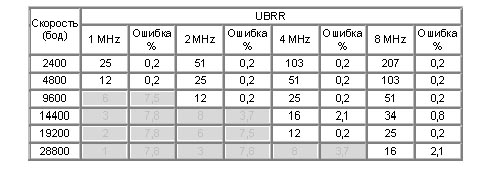 Скорость (бод) UBRR
1 MHz Ошибка % 2 MHz Ошибка % 4 MHz Ошибка % 8 MHz Ошибка %
2400 25 0,2 51 0,2 103 0,2 207 0,2
4800 12 0,2 25 0,2 51 0,2 103 0,2
9600 6 7,5 12 0,2 25 0,2 51 0,2
14400 3 7,8 8 3,7 16 2,1 34 0,8
19200 2 7,8 6 7,5 12 0,2 25 0,2
28800 1 7,8 3 7,8 8 3,7 16 2,1